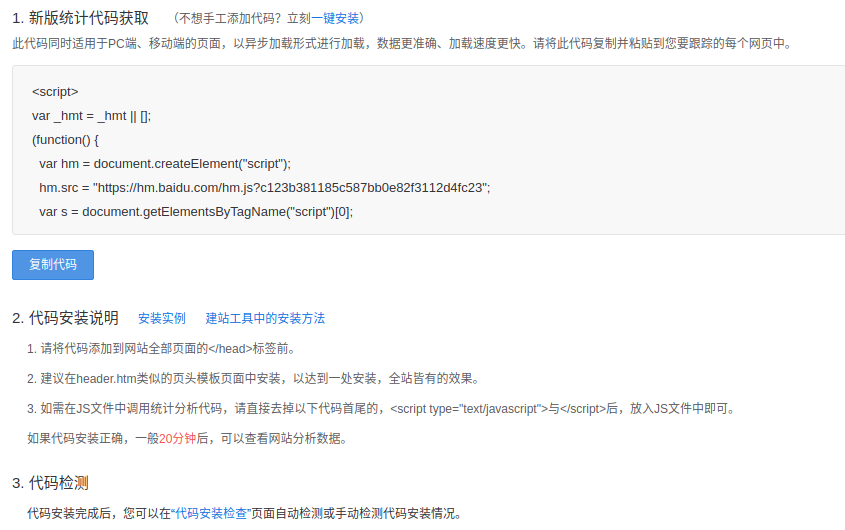 1. 新版统计代码获取 （不想手工添加代码？立刻一键安装）
此代码同时适用于PC端、移动端的页面，以异步加载形式进行加载，数据更准确、加载速度更快。请将此代码复制并粘贴到您要跟踪的每个网页中。
<script>
var _hmt = _hmt || [];
(function() {
var hm = document.createElement("script");
hm.src = "https://hm.baidu.com/hm.js?c123b381185c587bb0e82f3112d4fc23";
var s = document.getElementsByTagName("script")[0];
复制代码
2. 代码安装说明 安装实例 建站工具中的安装方法
1. 请将代码添加到网站全部页面的</head>标签前。
2. 建议在header.htm类似的页头模板页面中安装，以达到一处安装，全站皆有的效果。
3. 如需在JS文件中调用统计分析代码，请直接去掉以下代码首尾的，<script type="text/javascript">与</script>后，放入JS文件中即可。
如果代码安装正确，一般20分钟后，可以查看网站分析数据。
3. 代码检测
代码安装完成后，您可以在“代码安装检查”页面自动检测或手动检测代码安装情况。